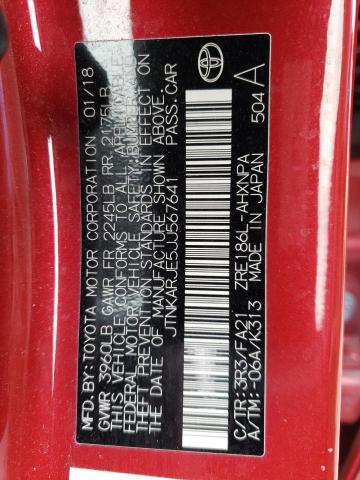 MFD. BY: TOYOTA MOTOR CORPORATION 01/18
GVWR 3960LB GAWR FR 2245LB RR 2175LB
THIS VEHICLE CONFORMS TO ALL APPLICABLE
FEDERAL MOTOR VEHICLE SAFETY, BUMPER, AND
THEFT PREVENTION STANDARDS IN EFFECT ON
THE DATE OF MANUFACTURE SHOWN ABOVE.
JTNKARJE5JJ567641 PASS. CAR
C/TR: 3R3/FA21 ZRE186L-AHXNPA
A/TM: -06A/K313 MADE IN JAPAN 504 A
TOYOTA